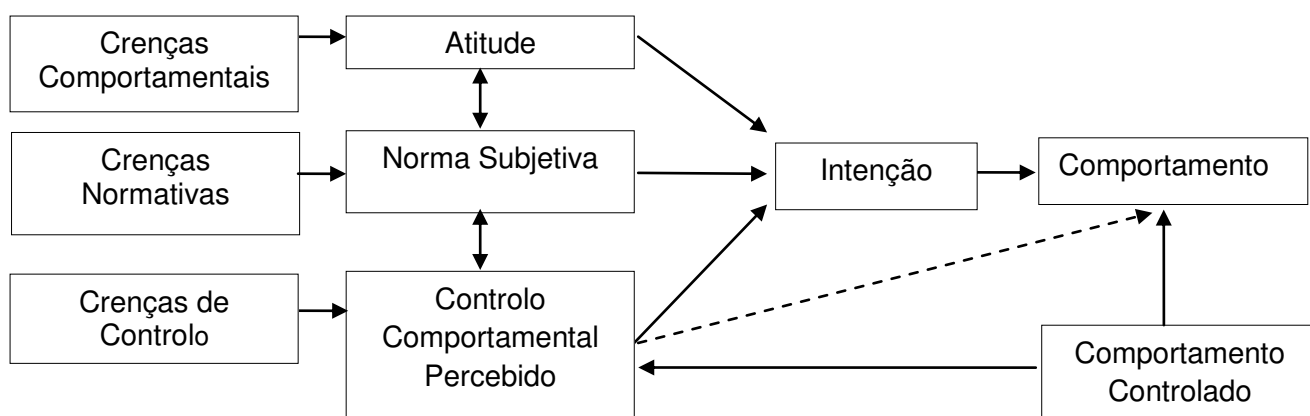 Crenças
Comportamentais
Atitude
Crenças
Normativas
Norma Subjetiva
Intenção
Comportamento
Crenças de
Controlo
Controlo
Comportamental
Percebido
Comportamento
Controlado